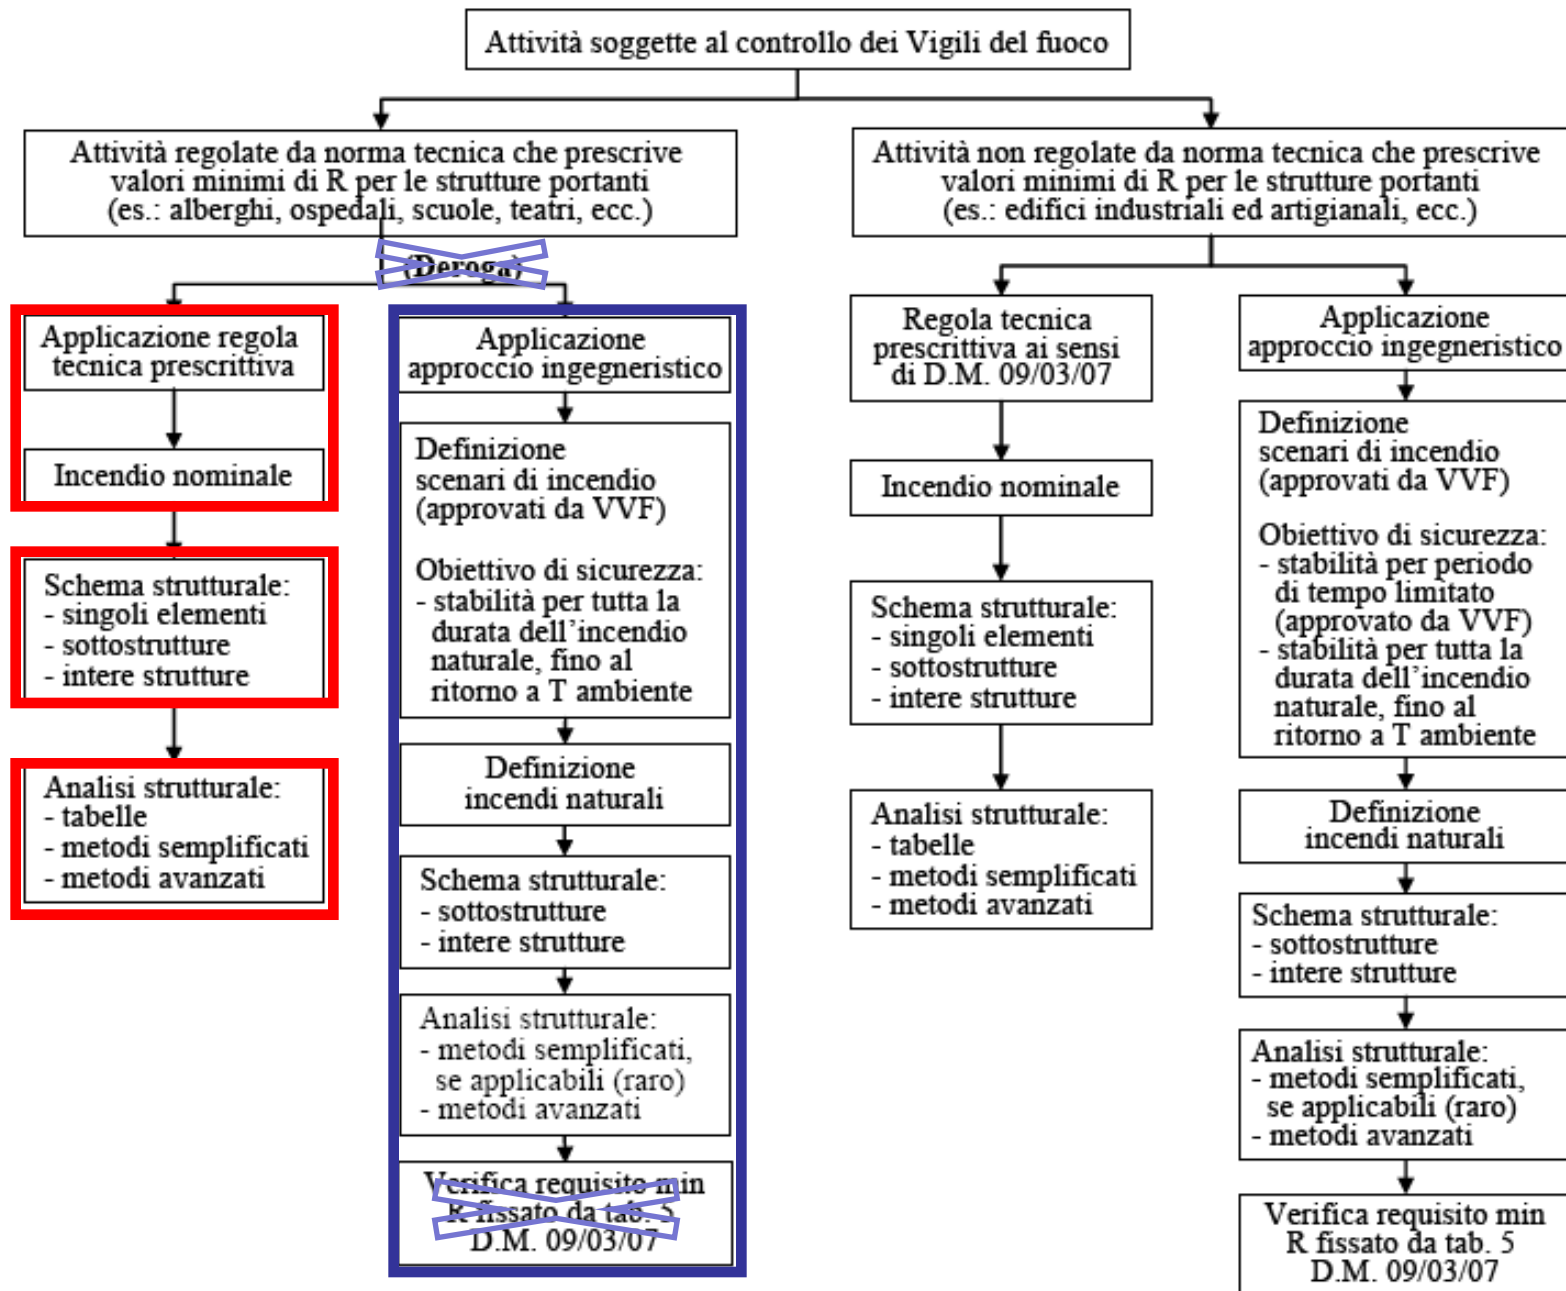 Attività soggette al controllo dei Vigili del fuoco
Attività regolate da norma tecnica che prescrive
valori minimi di R per le strutture portanti
(es.: alberghi, ospedali, scuole, teatri, ecc.)
(Deroga)
Applicazione regola
tecnica prescrittiva
Incendio nominale
Schema strutturale:
- singoli elementi
- sottostrutture
- intere strutture
Analisi strutturale:
- tabelle
- metodi semplificati
- metodi avanzati
Applicazione
approccio ingegneristico
Definizione
scenari di incendio
(approvati da VVF)
Obiettivo di sicurezza:
- stabilità per tutta la
durata dell'incendio
naturale, fino al
ritorno a T ambiente
Definizione
incendi naturali
Schema strutturale:
- sottostrutture
- intere strutture
Analisi strutturale:
- metodi semplificati,
se applicabili (raro)
- metodi avanzati
Verifica requisito min
R fissato da tab. 5
D.M. 09/03/07
Attività non regolate da norma tecnica che prescrive
valori minimi di R per le strutture portanti
(es.: edifici industriali ed artigianali, ecc.)
Regola tecnica
prescrittiva ai sensi
di D.M. 09/03/07
Incendio nominale
Schema strutturale:
- singoli elementi
- sottostrutture
- intere strutture
Analisi strutturale:
- tabelle
- metodi semplificati
- metodi avanzati
Applicazione
approccio ingegneristico
Definizione
scenari di incendio
(approvati da VVF)
Obiettivo di sicurezza:
- stabilità per periodo
di tempo limitato
(approvato da VVF)
- stabilità per tutta la
durata dell'incendio
naturale, fino al
ritorno a T ambiente
Definizione
incendi naturali
Schema strutturale:
- sottostrutture
- intere strutture
Analisi strutturale:
- metodi semplificati,
se applicabili (raro)
- metodi avanzati
Verifica requisito min
R fissato da tab. 5
D.M. 09/03/07